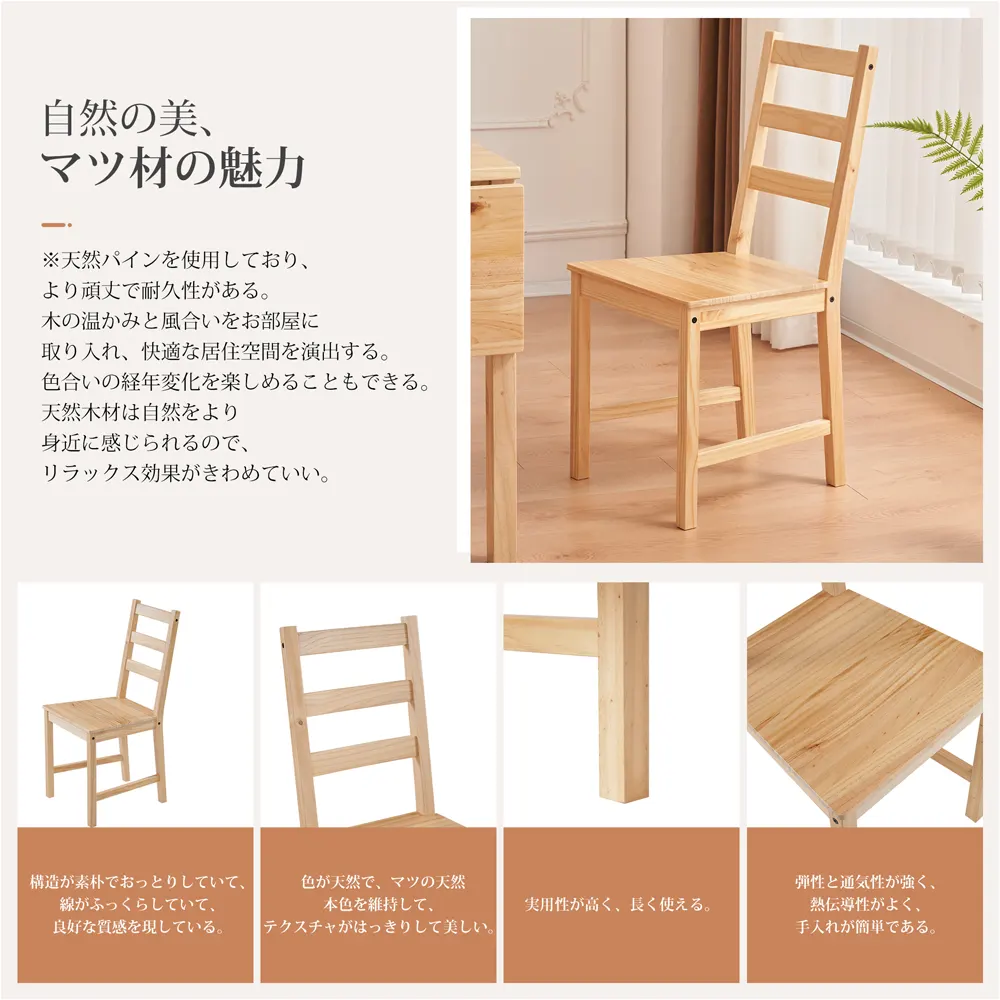 自然の美、
マツ材の魅力
※天然パインを使用しており、
より頑丈で耐久性がある。
木の温かみと風合いをお部屋に
取り入れ、快適な居住空間を演出する。
色合いの経年変化を楽しめることもできる。
天然木材は自然をより
身近に感じられるので、
リラックス効果がきわめていい。
構造が素朴でおっとりしていて、
線がふっくらしていて、
良好な質感を現している。
色が天然で、マツの天然
本色を維持して、
テクスチャがはっきりして美しい。
実用性が高く、長く使える。
弾性と通気性が強く、
熱伝導性がよく、
手入れが簡単である。